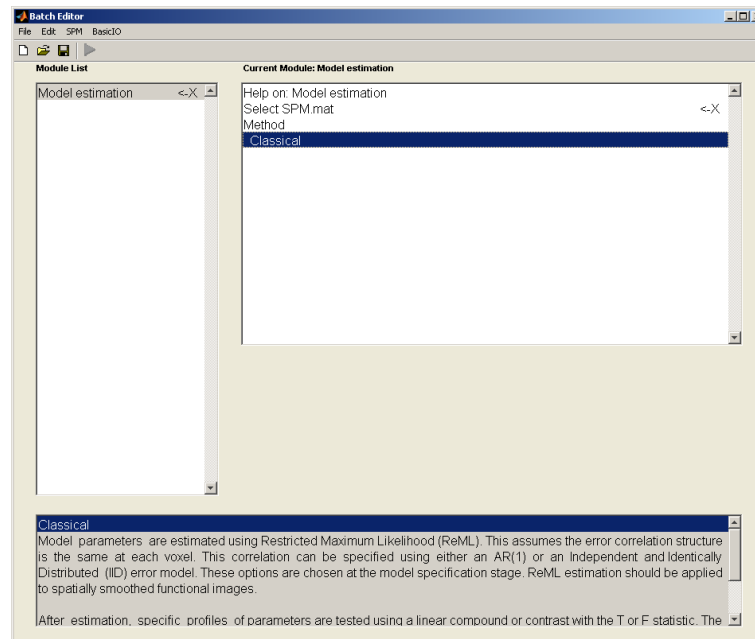 Batch Editor
File Edit SPM BasicIO
Module List
Current Module: Model estimation
Model estimation <-X
Help on: Model estimation
Select SPM.mat <-X
Method
Classical
Classical
Model parameters are estimated using Restricted Maximum Likelihood (ReML). This assumes the error correlation structure
is the same at each voxel. This correlation can be specified using either an AR(1) or an Independent and Identically
Distributed (IID) error model. These options are chosen at the model specification stage. ReML estimation should be applied
to spatially smoothed functional images.
After estimation, specific profiles of parameters are tested using a linear compound or contrast with the T or F statistic. The